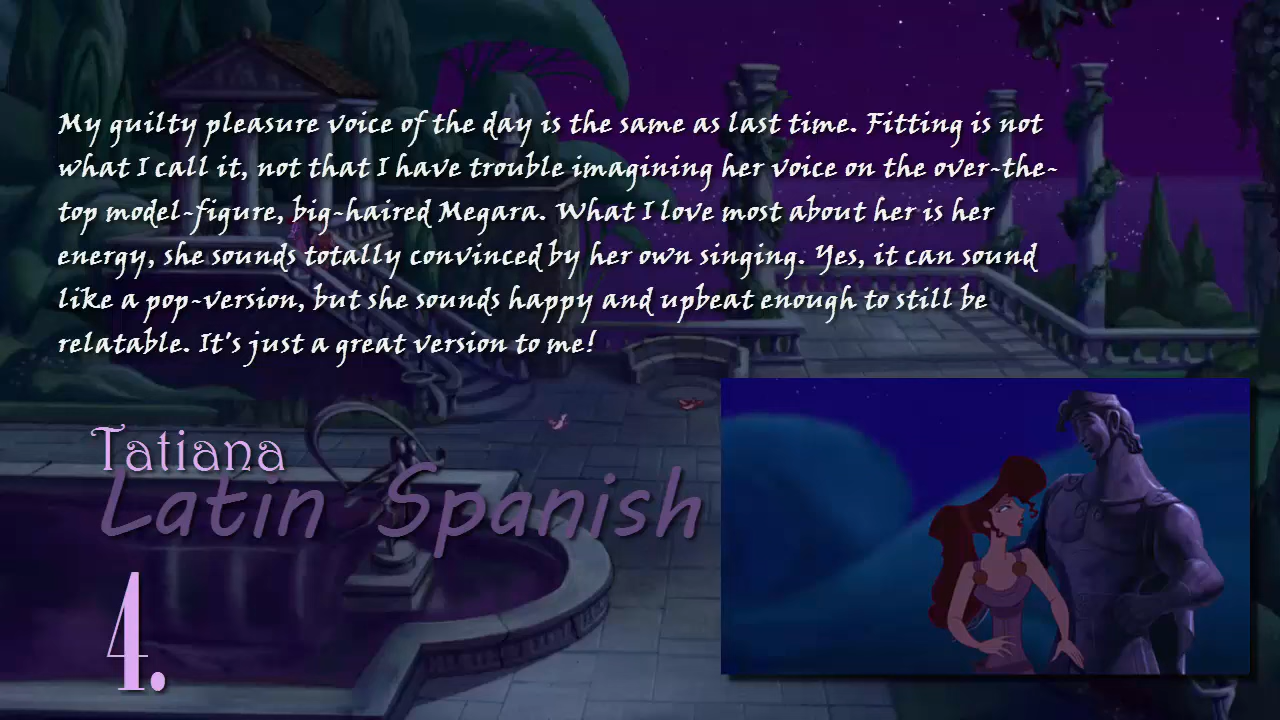 My guilty pleasure voice of the day is the same as last time. Fitting is not
what I call it, not that I have trouble imagining her voice on the over-the-
top model-figure, big-haired Megara. What I love most about her is her
energy, she sounds totally convinced by her own singing. Yes, it can sound
like a pop-version, but she sounds happy and upbeat enough to still be
relatable. It's just a great version to me!
Tatiana
Latin Spanish
4.